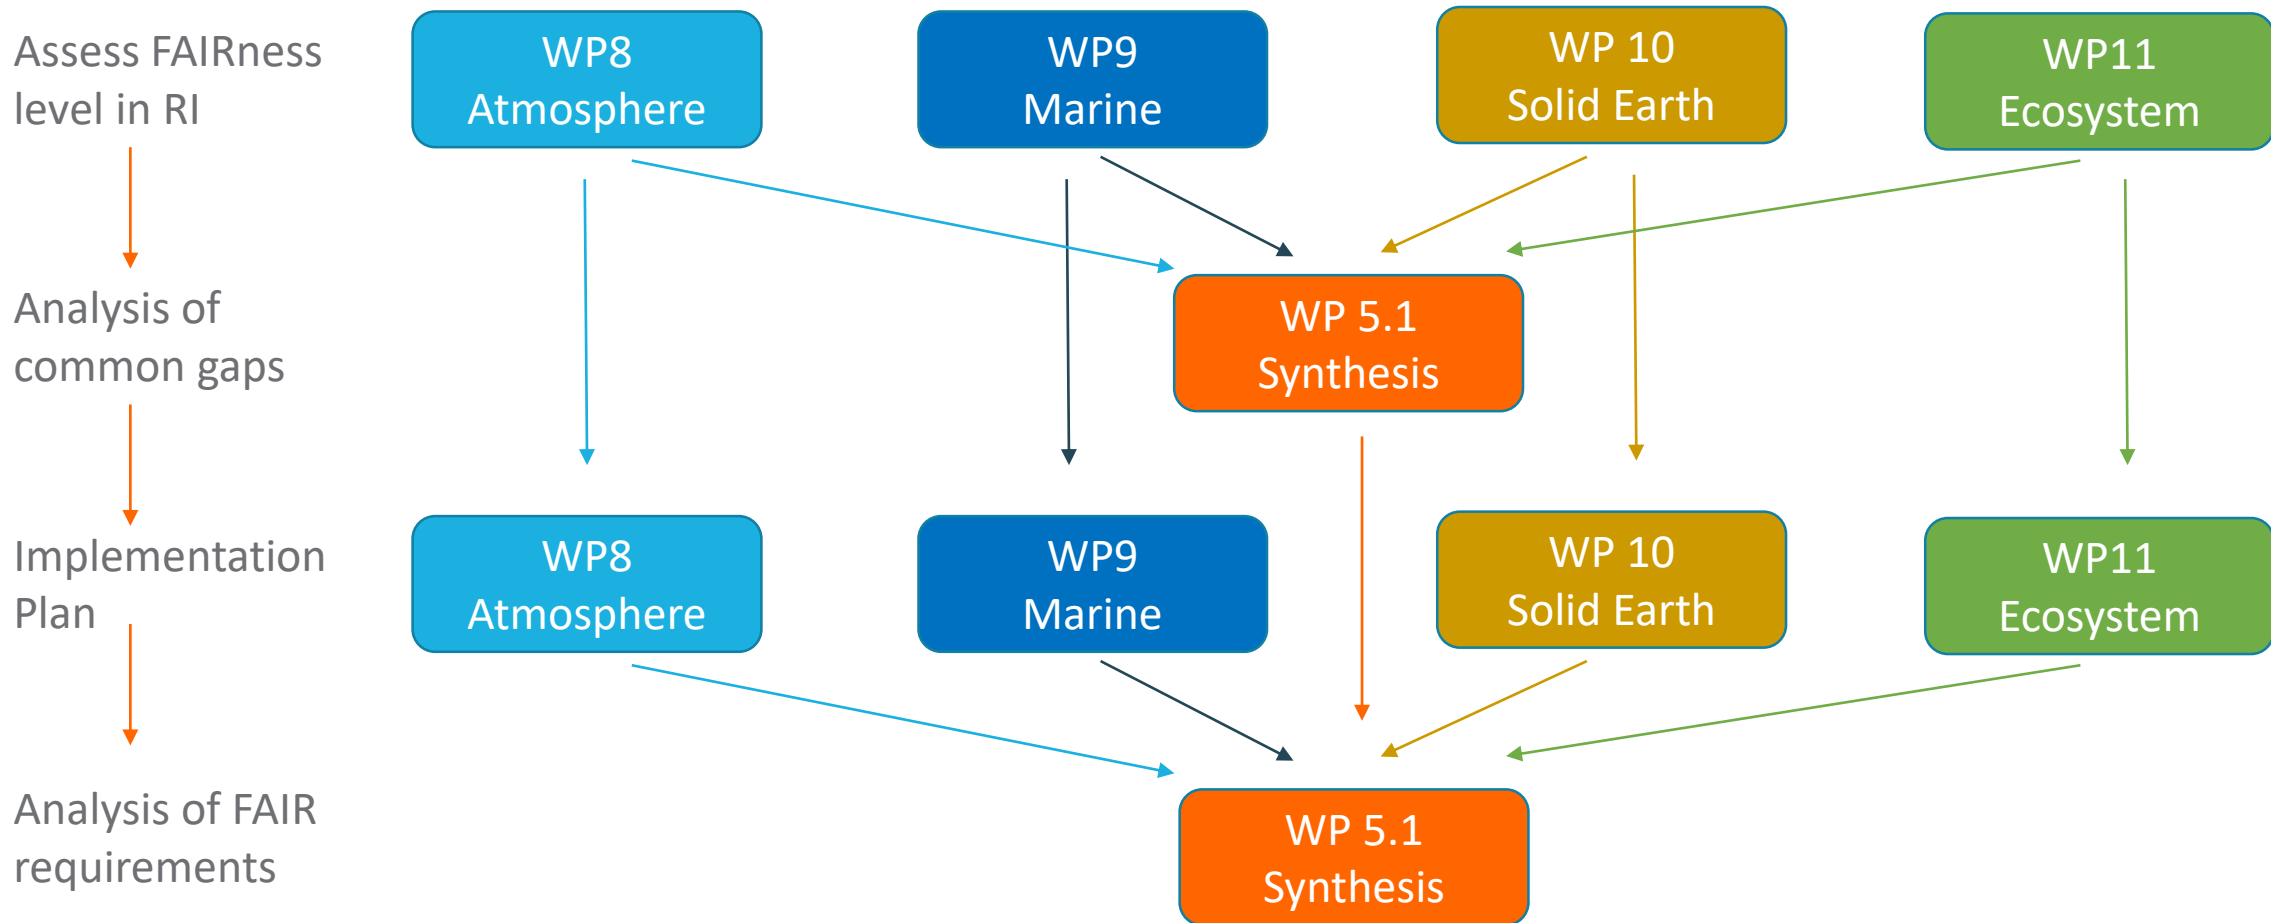 Assess FAIRness
level in RI
WP8
Atmosphere
WP9
Marine
WP 10
Solid Earth
WP11
Ecosystem
Analysis of
common gaps
WP 5.1
Synthesis
Implementation
Plan
WP8
Atmosphere
WP9
Marine
WP 10
Solid Earth
WP11
Ecosystem
Analysis of FAIR
requirements
WP 5.1
Synthesis